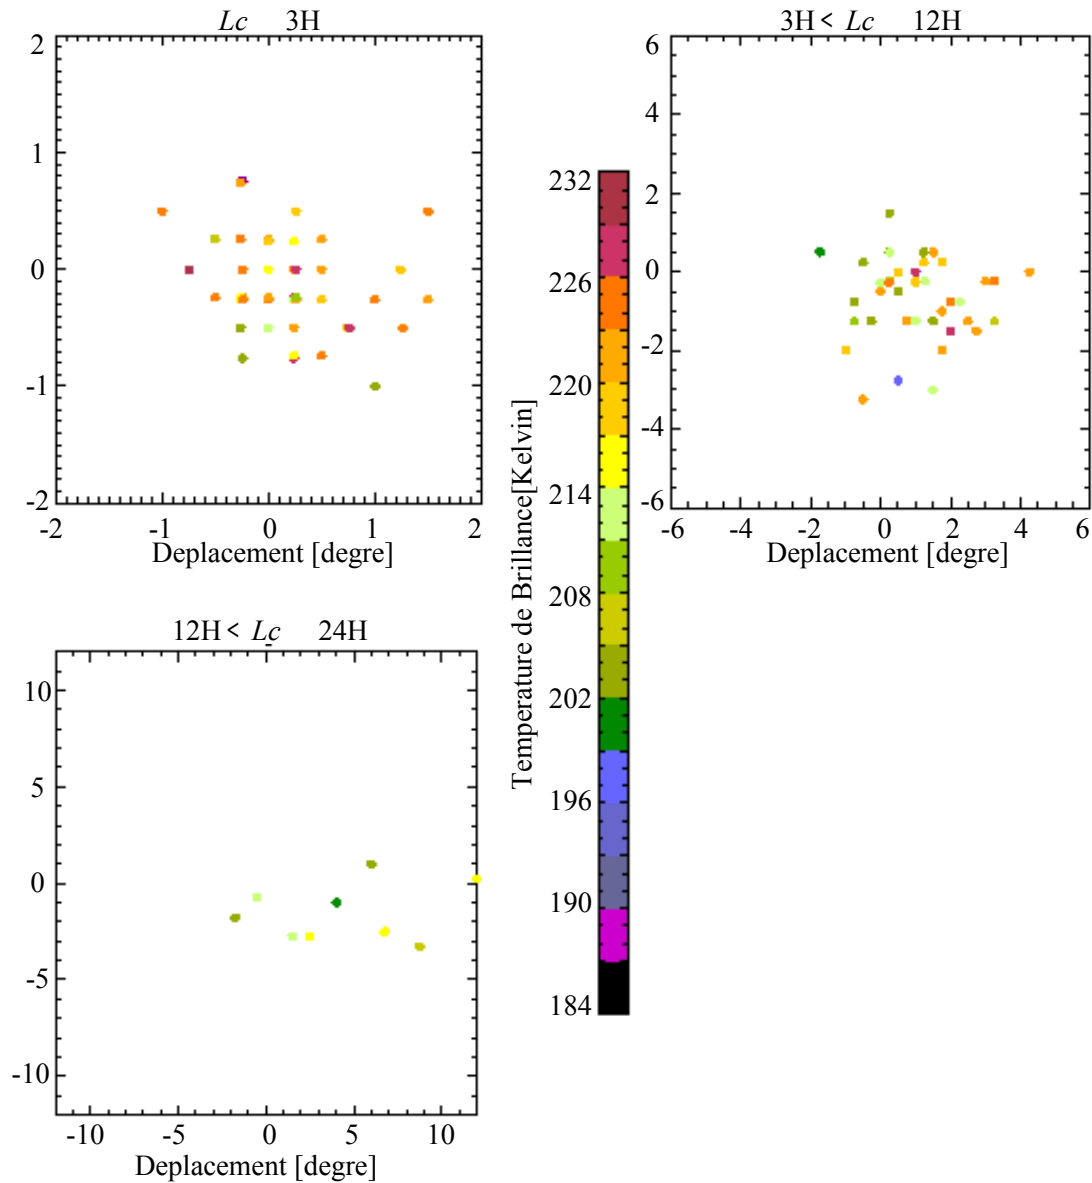 Lc 3H
2
1
0
-1
-2
-2 -1 0 1 2
Deplacement [degre]
3H < Lc 12H
6
4
2
0
-2
-4
-6
-6 -4 -2 0 2 4 6
Deplacement [degre]
Temperature de Brillance[Kelvin]
232
226
220
214
208
202
196
190
184
12H < Lc 24H
10
5
0
-5
-10
-10 -5 0 5 10
Deplacement [degre]